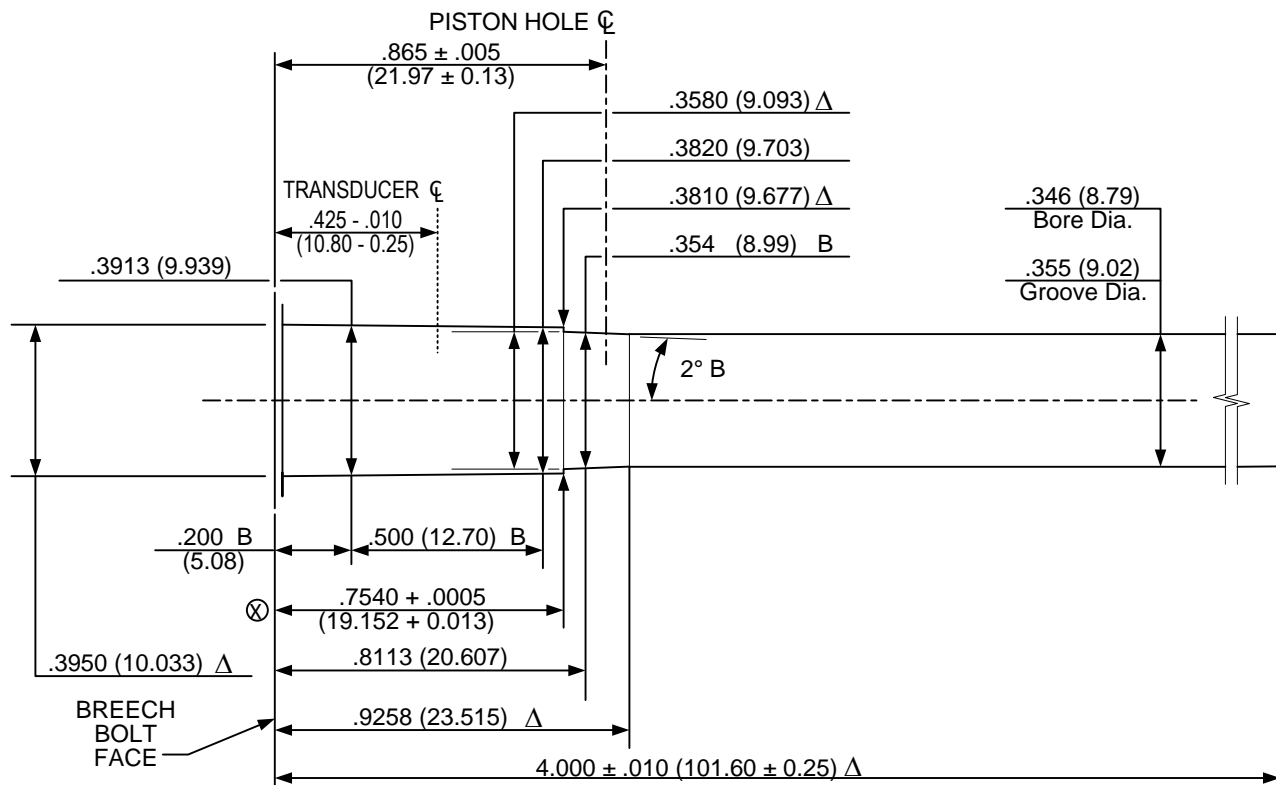 PISTON HOLE ℄
.865 ± .005
(21.97 ± 0.13)
.3580 (9.093) Δ
.3820 (9.703)
TRANSDUCER ℄
.425 - .010
(10.80 - 0.25)
.3810 (9.677) Δ
.346 (8.79)
Bore Dia.
.354 (8.99) B
.3913 (9.939)
.355 (9.02)
Groove Dia.
2° B
.200 B
(5.08)
.500 (12.70) B
Ⓧ
.7540 + .0005
(19.152 + 0.013)
.3950 (10.033) Δ
.8113 (20.607)
BREECH
BOLT
FACE
.9258 (23.515) Δ
4.000 ± .010 (101.60 ± 0.25) Δ